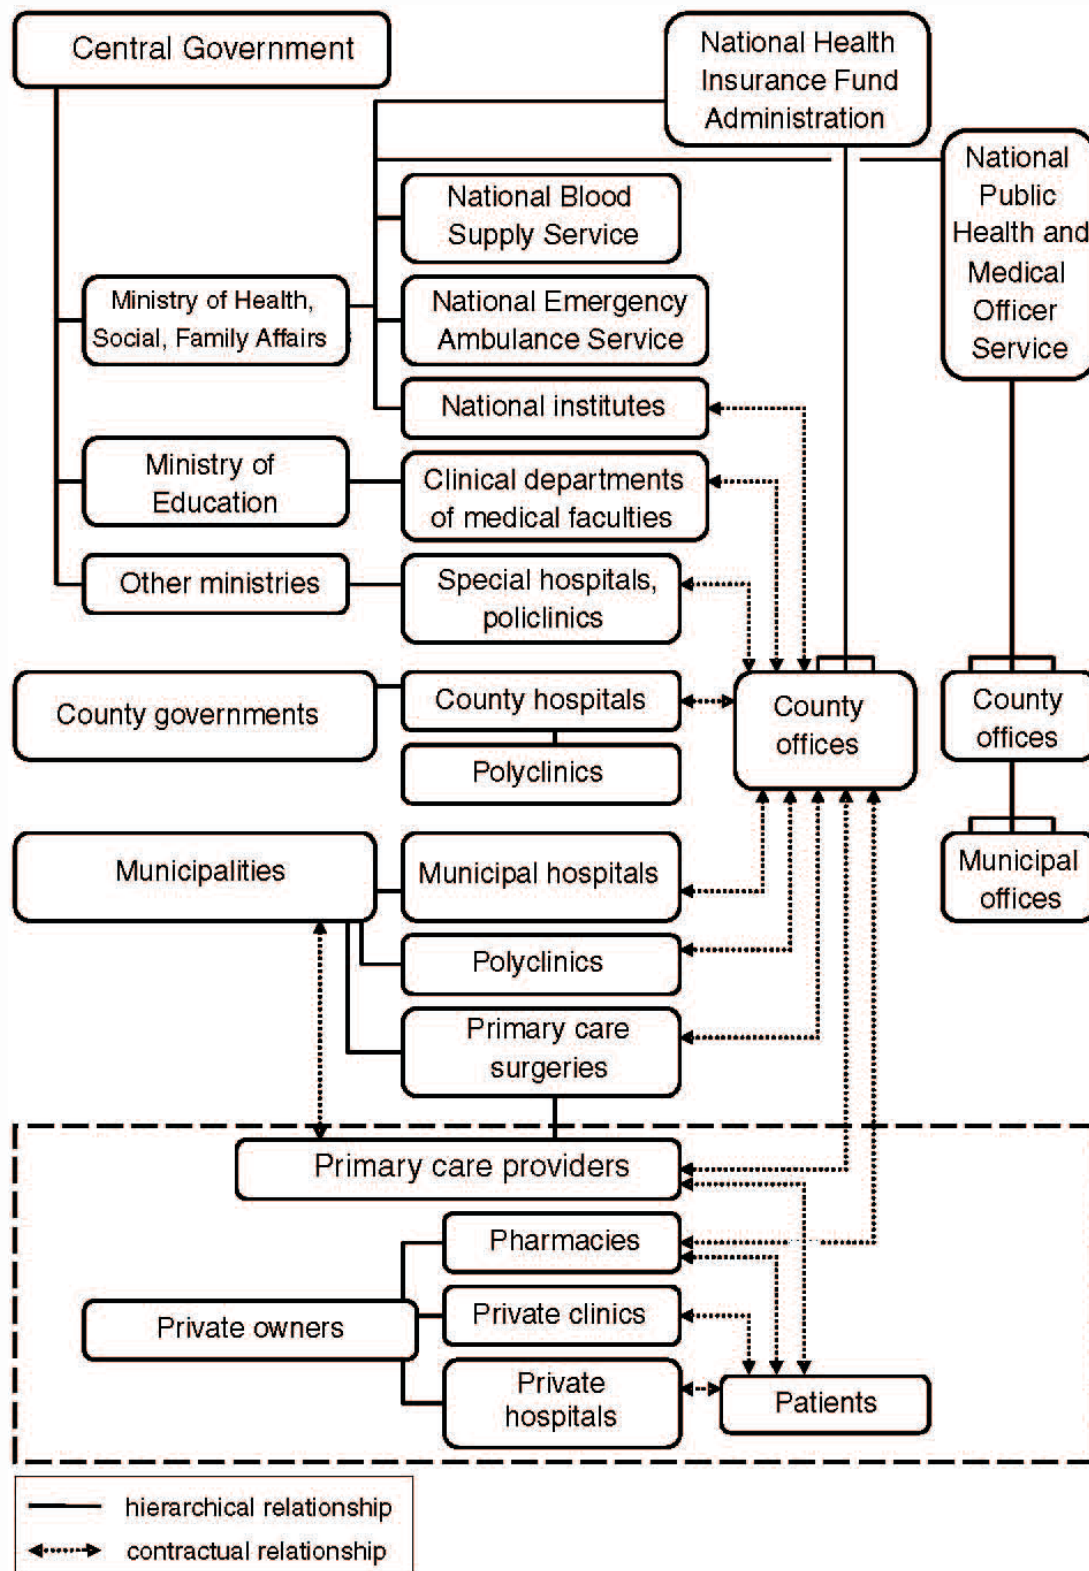 Central Government
National Health
Insurance Fund
Administration
National
Public
Health and
Medical
Officer
Service
National Blood
Supply Service
Ministry of Health,
Social, Family Affairs
National Emergency
Ambulance Service
National institutes
Ministry of
Education
Clinical departments
of medical faculties
Other ministries
Special hospitals,
policlinics
County governments
County hospitals
Polyclinics
County
offices
County
offices
Municipalities
Municipal hospitals
Municipal
offices
Polyclinics
Primary care
surgeries
Primary care providers
Pharmacies
Private owners
Private clinics
Private
hospitals
Patients
hierarchical relationship
contractual relationship